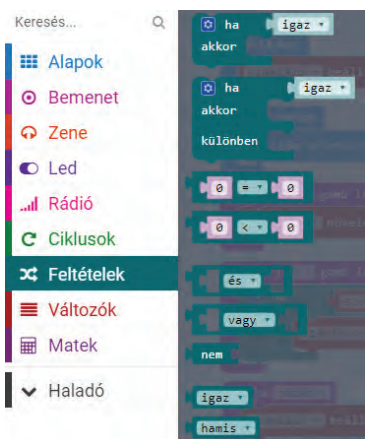 Keresés...
Alapok
Bemenet
Zene
Led
Rádió
Ciklusok
Feltételek
Változók
Matek
Haladó
ha igaz
akkor
ha igaz
akkor
különben
0 = 0
0 < 0
és
vagy
nem
igaz
hamis